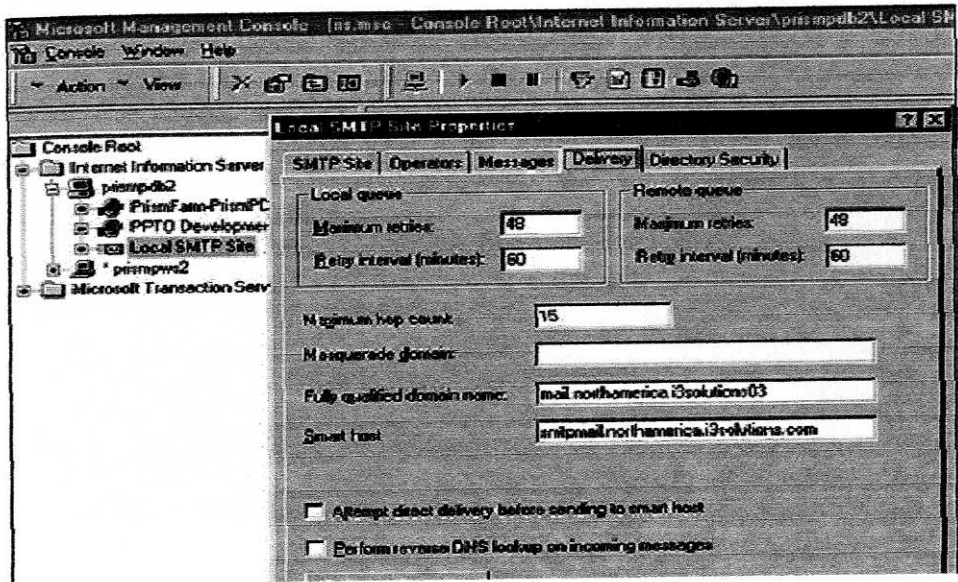 Microsoft Management Console - [iis.msc - Console Root\Internet Information Server\prismpdb2\Local SM
Console Window Help
Action View
Local SMTP Site Properties
Console Root
Internet Information Server
prismpdb2
PrismFarm-PrismPC
PPTO Developmer
Local SMTP Site
* prismpws2
Microsoft Transaction Serv
SMTP Site Operators Messages Delivery Directory Security
Local queue
Maximum retries: 48
Retry interval (minutes): 60
Remote queue
Maximum retries: 48
Retry interval (minutes): 60
Maximum hop count: 15
Masquerade domain:
Fully qualified domain name: mail.northamerica.i3solutions03
Smart host smtpmail.northamerica.i3solutions.com
Attempt direct delivery before sending to smart host
Perform reverse DNS lookup on incoming messages